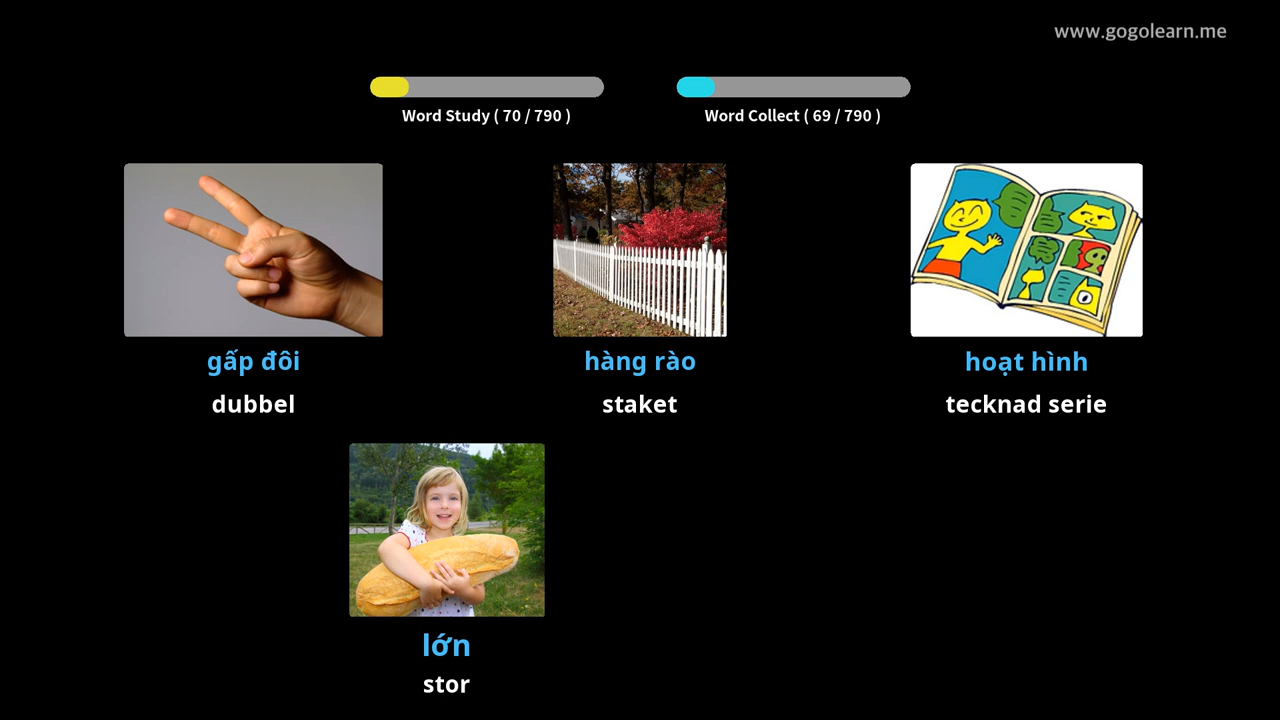 www.gogolearn.me
Word Study ( 70 / 790 )
Word Collect ( 69 / 790 )
gấp đôi
hàng rào
hoạt hình
dubbel
staket
tecknad serie
lớn
stor